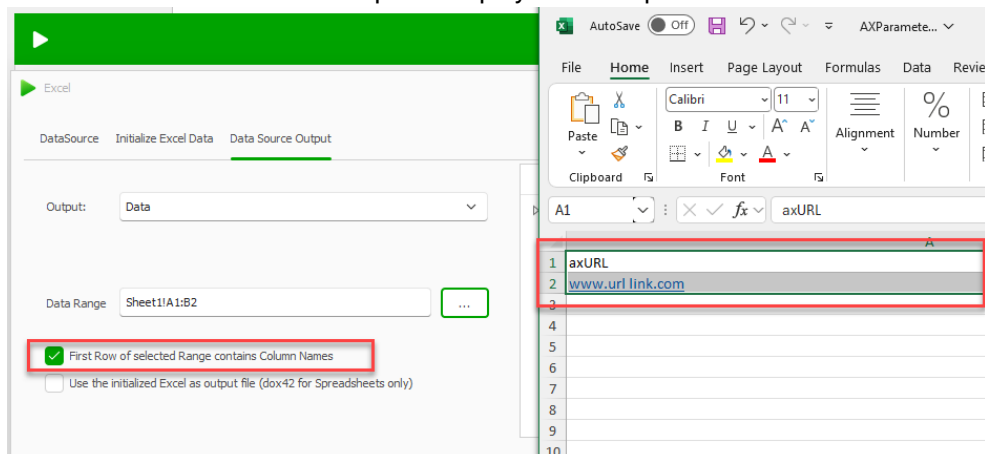 Excel
DataSource Initialize Excel Data Data Source Output
Output: Data
Data Range Sheet1!A1:B2 ...
First Row of selected Range contains Column Names
Use the initialized Excel as output file (dox42 for Spreadsheets only)
AutoSave Off AXParamete...
File Home Insert Page Layout Formulas Data Revie
Paste Calibri 11 Alignment Number
B I U A A
Clipboard Font
A1 fx axURL
A
1 axURL
2 www.url link.com
3
4
5
6
7
8
9
10